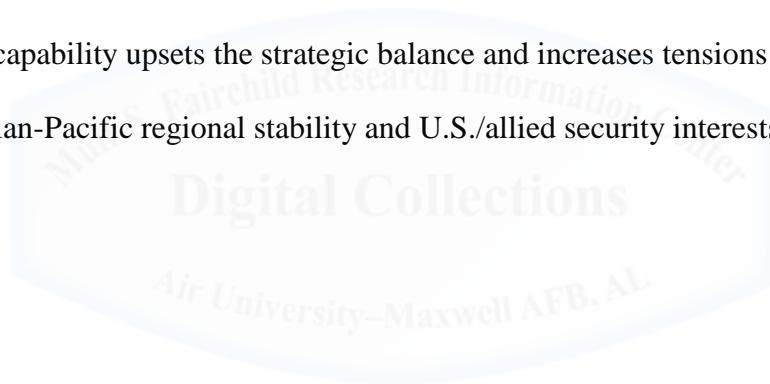 capability upsets the strategic balance and increases tensions
an-Pacific regional stability and U.S./allied security interests
Muir S. Fairchild Research Information Center
Digital Collections
Air University–Maxwell AFB, AL